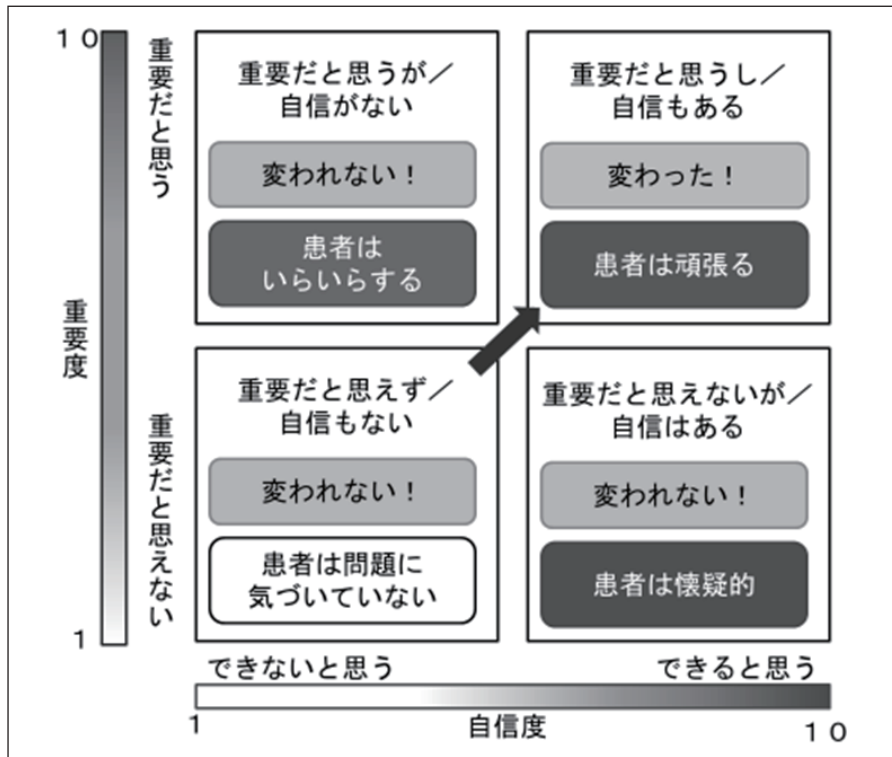 10
重要だと思う
重要度
重要だと思えない
1
重要だと思うが／
自信がない
変われない！
患者は
いらいらする
重要だと思うし／
自信もある
変わった！
患者は頑張る
重要だと思えず／
自信もない
変われない！
患者は問題に
気づいていない
重要だと思えないが／
自信はある
変われない！
患者は懐疑的
できないと思う
できると思う
1
自信度
10